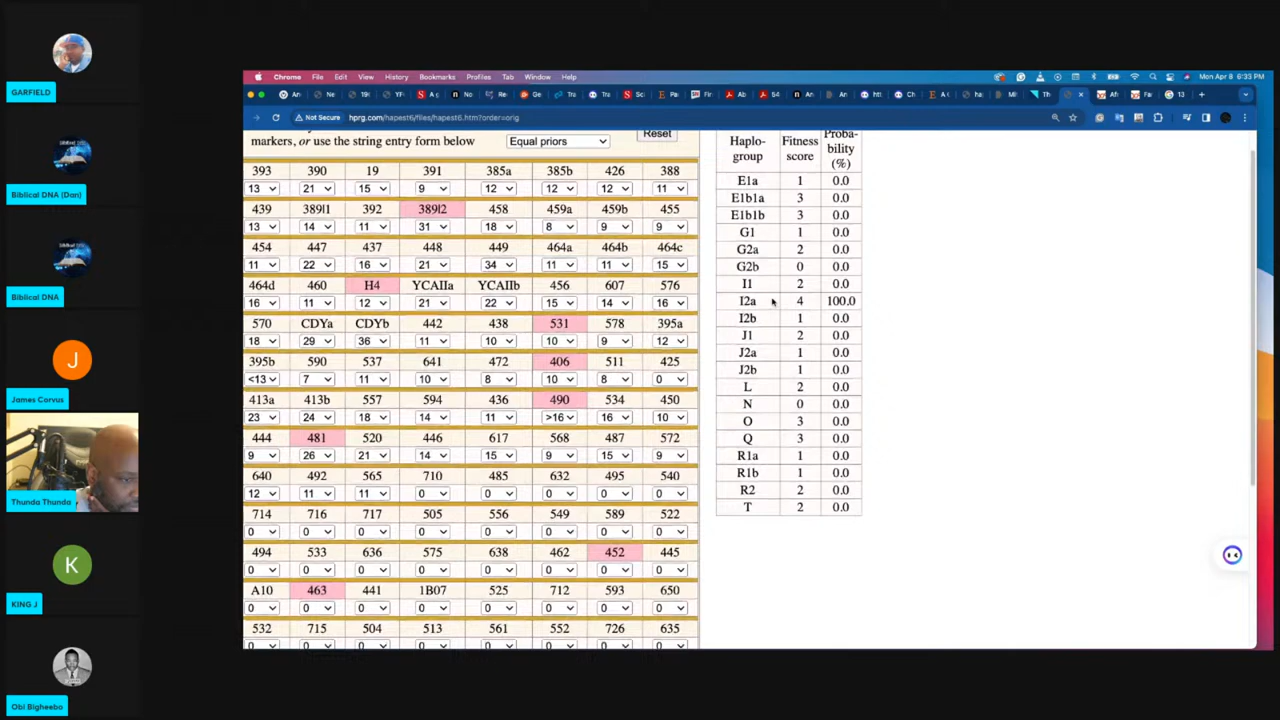 GARFIELD
Biblical DNA (Dan)
Biblical DNA
James Corvus
Thunda Thunda
KING J
Obi Bigheebo
Chrome File Edit View History Bookmarks Profiles Tab Window Help
Mon Apr 8 6:33 PM
Not Secure hprg.com/hapest6/files/hapest6.htm?order=orig
markers, or use the string entry form below Equal priors Reset
393 390 19 391 385a 385b 426 388
13 21 15 9 12 12 12 11
439 389|1 392 389|2 458 459a 459b 455
13 14 11 31 18 8 9 9
454 447 437 448 449 464a 464b 464c
11 22 16 21 34 11 11 15
464d 460 H4 YCAIIa YCAIIb 456 607 576
16 11 12 21 22 15 14 16
570 CDYa CDYb 442 438 531 578 395a
18 29 36 11 10 10 9 12
395b 590 537 641 472 406 511 425
<13 7 11 10 8 10 8 0
413a 413b 557 594 436 490 534 450
23 24 18 14 11 >16 16 10
444 481 520 446 617 568 487 572
9 26 21 14 15 9 15 9
640 492 565 710 485 632 495 540
12 11 11 0 0 0 0 0
714 716 717 505 556 549 589 522
0 0 0 0 0 0 0 0
494 533 636 575 638 462 452 445
0 0 0 0 0 0 0 0
A10 463 441 1B07 525 712 593 650
0 0 0 0 0 0 0 0
532 715 504 513 561 552 726 635
0 0 0 0 0 0 0 0
Haplo-group Fitness score Proba-bility (%)
E1a 1 0.0
E1b1a 3 0.0
E1b1b 3 0.0
G1 1 0.0
G2a 2 0.0
G2b 0 0.0
I1 2 0.0
I2a 4 100.0
I2b 1 0.0
J1 2 0.0
J2a 1 0.0
J2b 1 0.0
L 2 0.0
N 0 0.0
O 3 0.0
Q 3 0.0
R1a 1 0.0
R1b 1 0.0
R2 2 0.0
T 2 0.0